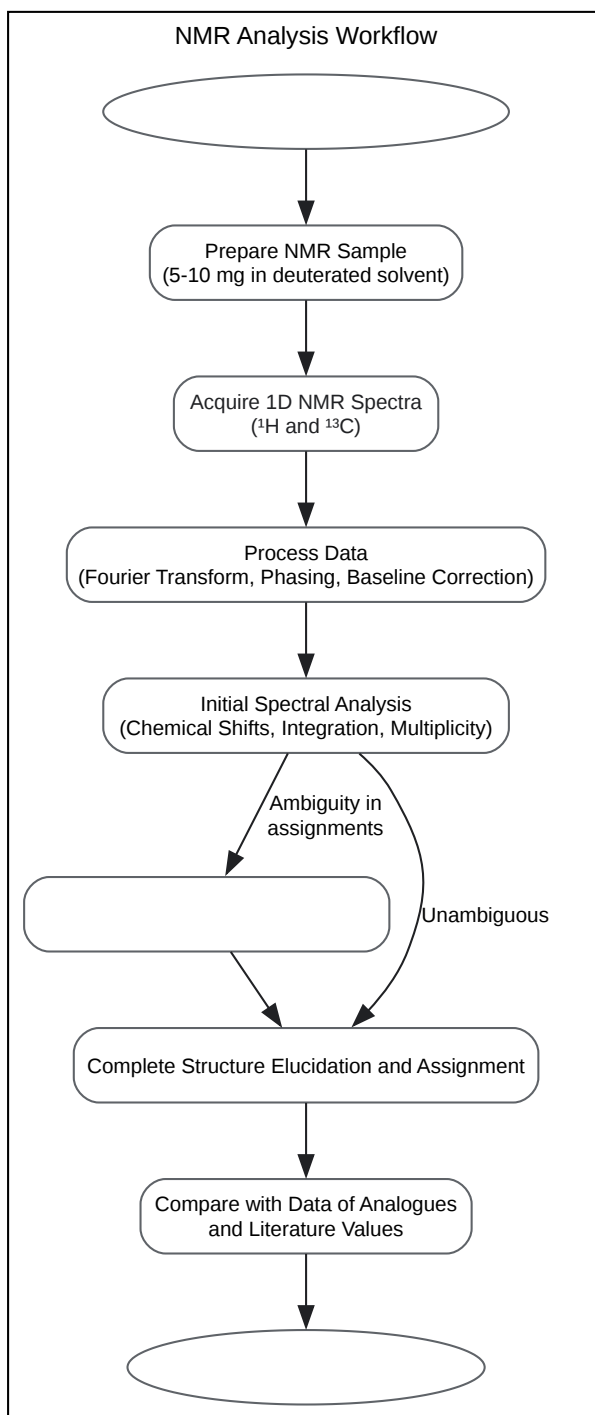 NMR Analysis Workflow
Prepare NMR Sample
(5-10 mg in deuterated solvent)
Acquire 1D NMR Spectra
(¹H and ¹³C)
Process Data
(Fourier Transform, Phasing, Baseline Correction)
Initial Spectral Analysis
(Chemical Shifts, Integration, Multiplicity)
Ambiguity in
assignments
Unambiguous
Complete Structure Elucidation and Assignment
Compare with Data of Analogues
and Literature Values